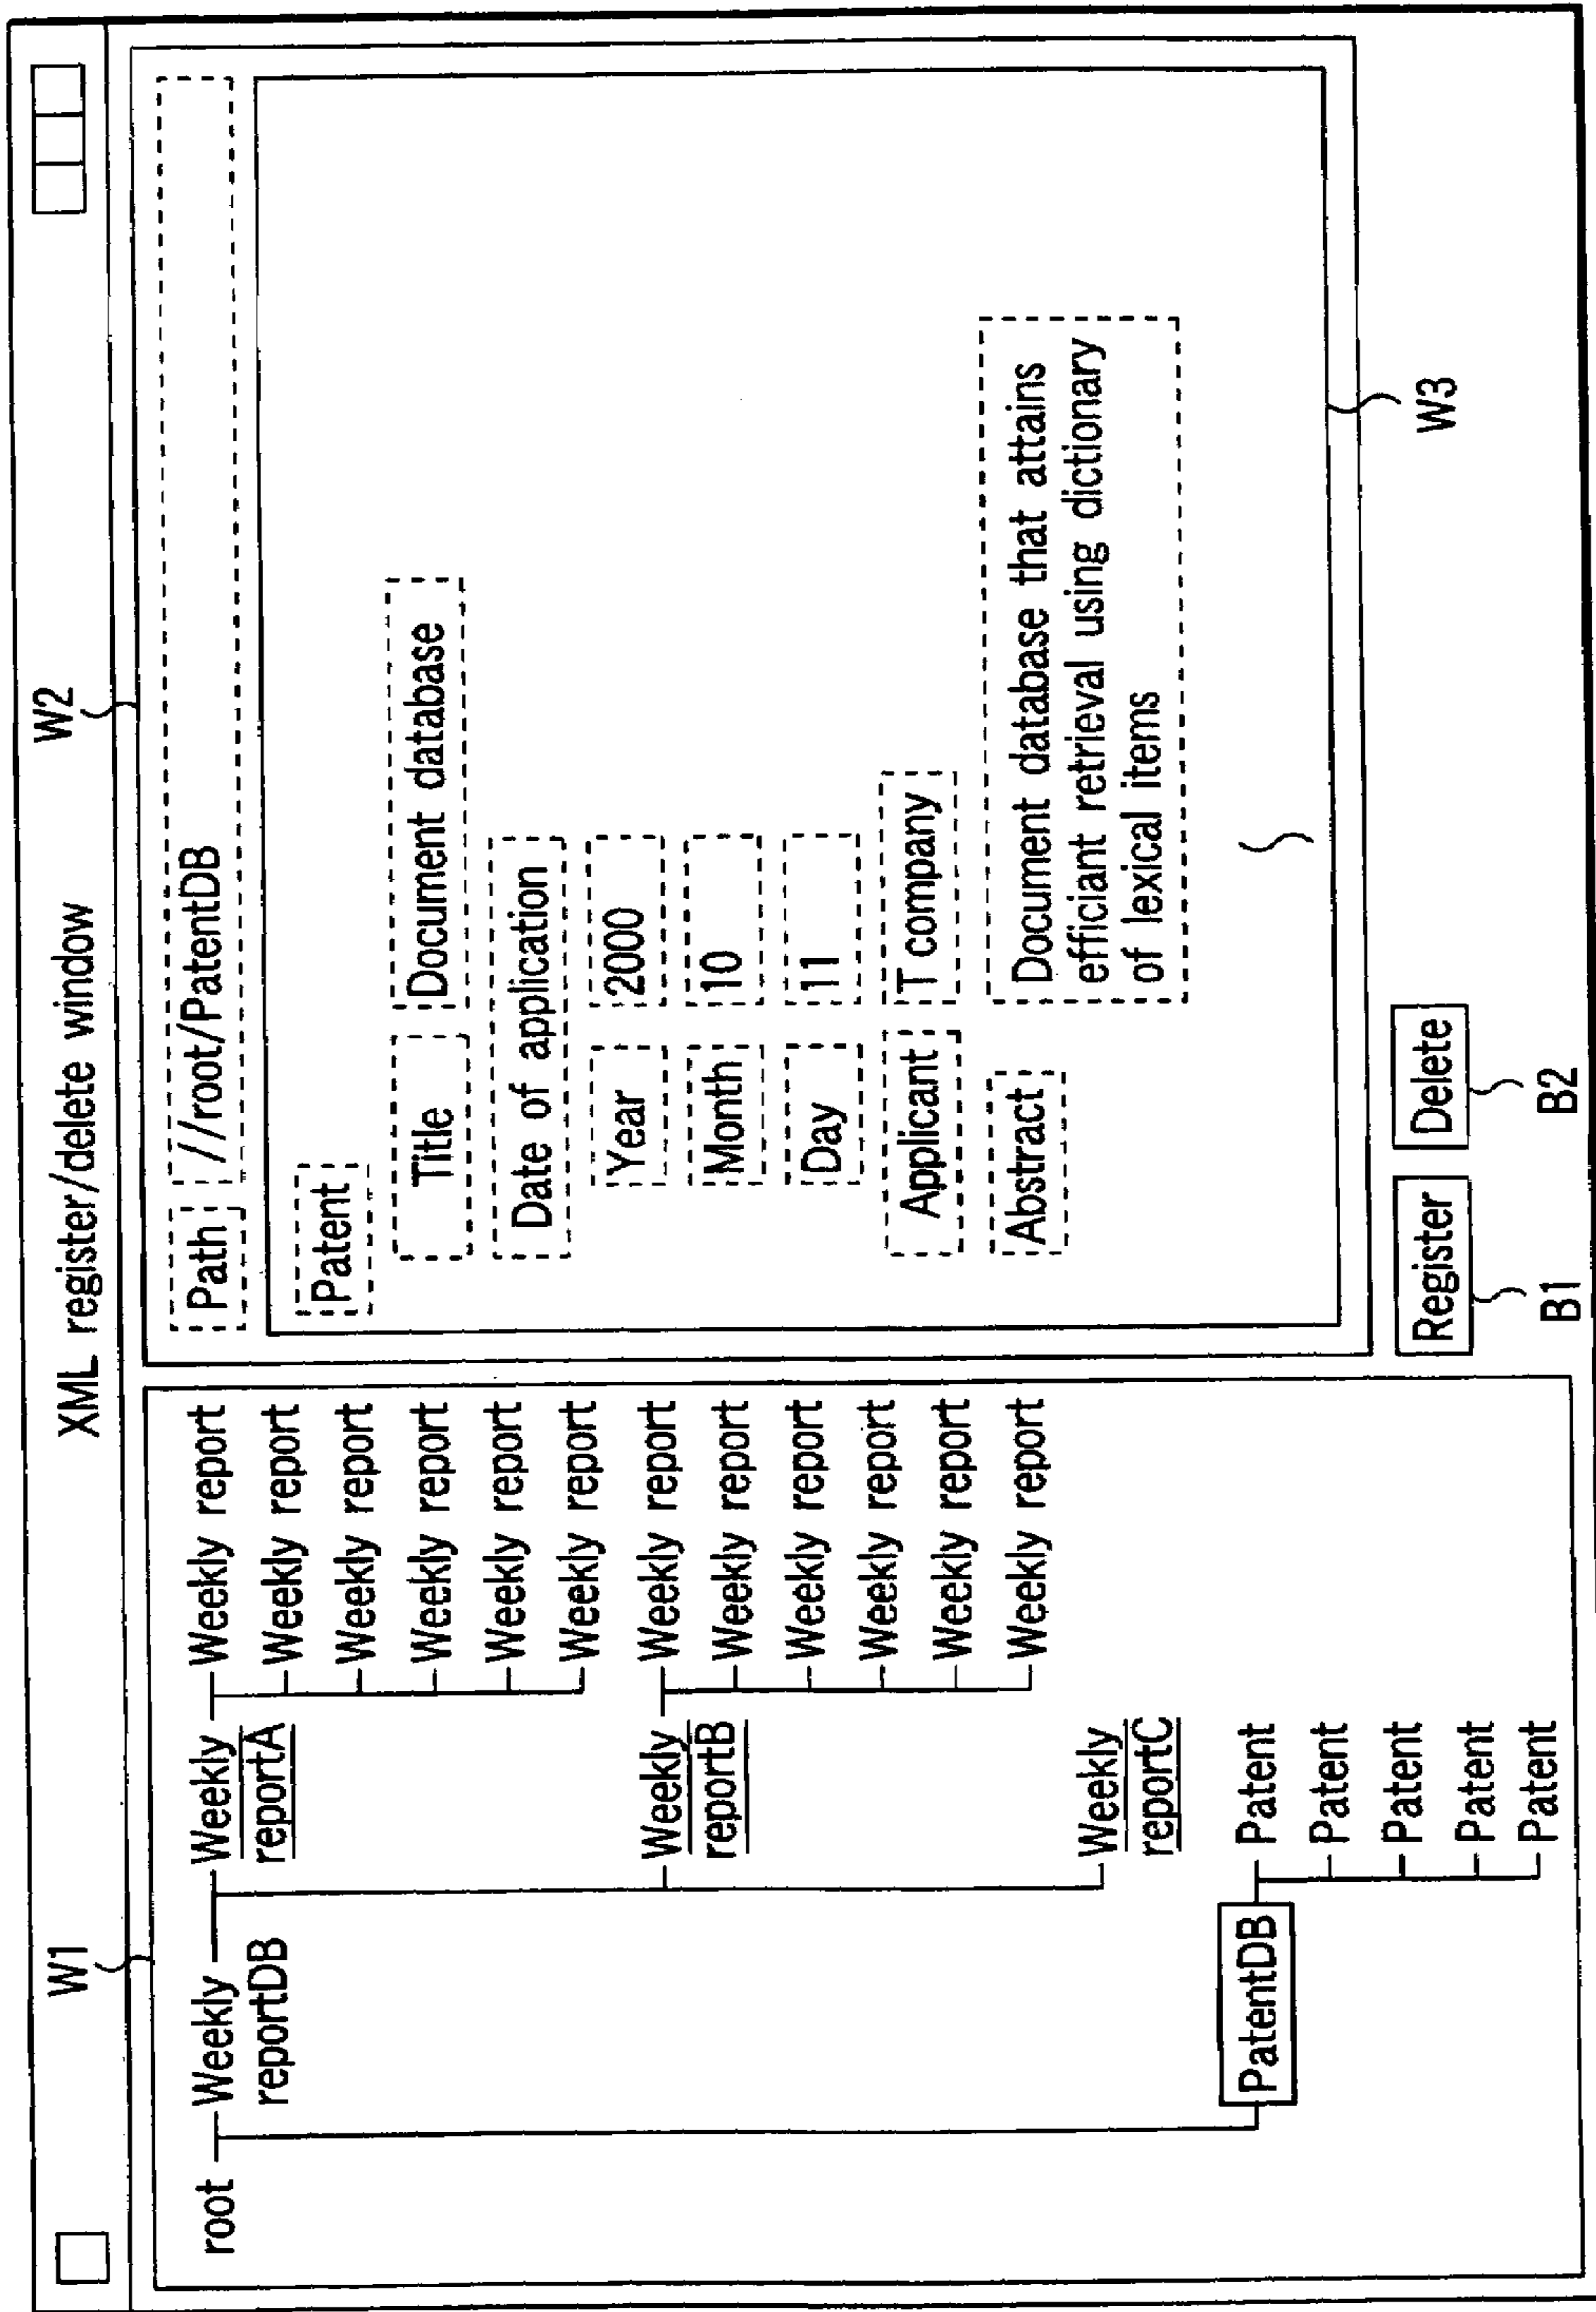 XML register/delete window
W1
W2
root
Weekly
reportDB
Weekly
reportA
Weekly report
Weekly report
Weekly report
Weekly report
Weekly report
Weekly report
Weekly
reportB
Weekly report
Weekly report
Weekly report
Weekly report
Weekly report
Weekly report
Weekly
reportC
PatentDB
Patent
Patent
Patent
Patent
Patent
Path //root/PatentDB
Patent
Title Document database
Date of application
Year 2000
Month 10
Day 11
Applicant T company
Abstract Document database that attains
efficiant retrieval using dictionary
of lexical items
W3
Register Delete
B1 B2